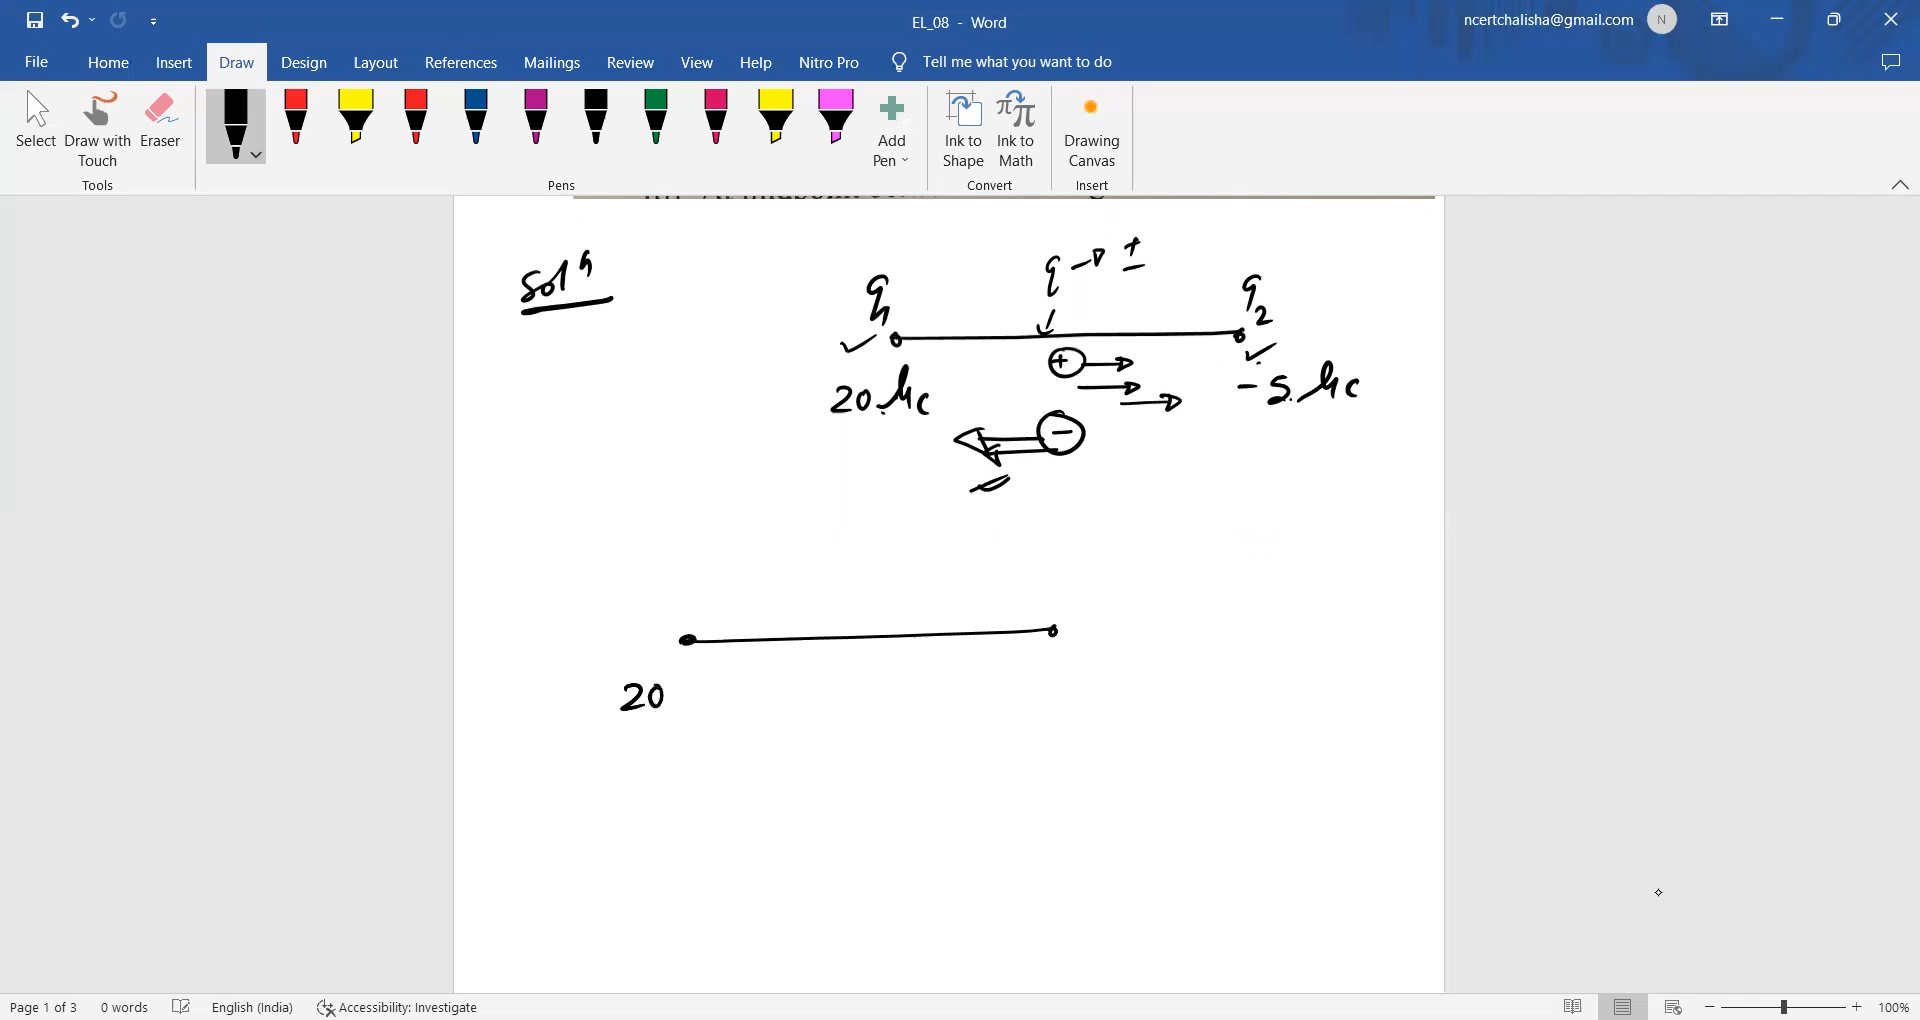 EL_08 - Word
ncertchalisha@gmail.com
N
File Home Insert Draw Design Layout References Mailings Review View Help Nitro Pro Tell me what you want to do
Select
Draw with Touch
Eraser
Add Pen
Ink to Shape
Ink to Math
Drawing Canvas
Tools
Pens
Convert
Insert
Solⁿ
q₁
q → ±
q₂
20 μc
+
- 5 μc
-
20
Page 1 of 3
0 words
English (India)
Accessibility: Investigate
100%